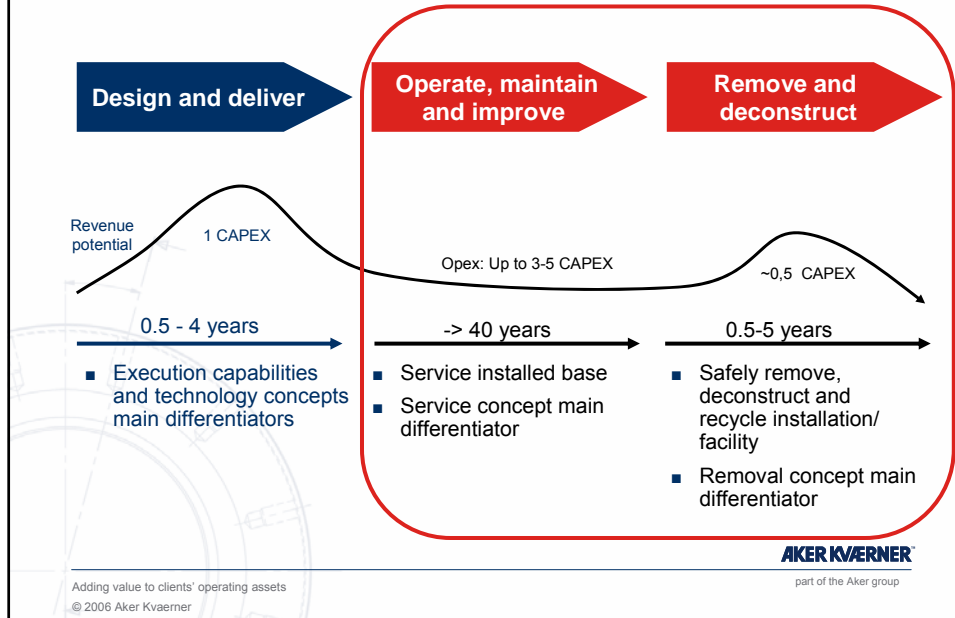 Design and deliver
Operate, maintain
and improve
Remove and
deconstruct
Revenue
potential
1 CAPEX
Opex: Up to 3-5 CAPEX
~0,5 CAPEX
0.5 - 4 years
-> 40 years
0.5-5 years
■ Execution capabilities
and technology concepts
main differentiators
■ Service installed base
■ Service concept main
differentiator
■ Safely remove,
deconstruct and
recycle installation/
facility
■ Removal concept main
differentiator
AKER KVÆRNER™
part of the Aker group
Adding value to clients' operating assets
© 2006 Aker Kvaerner